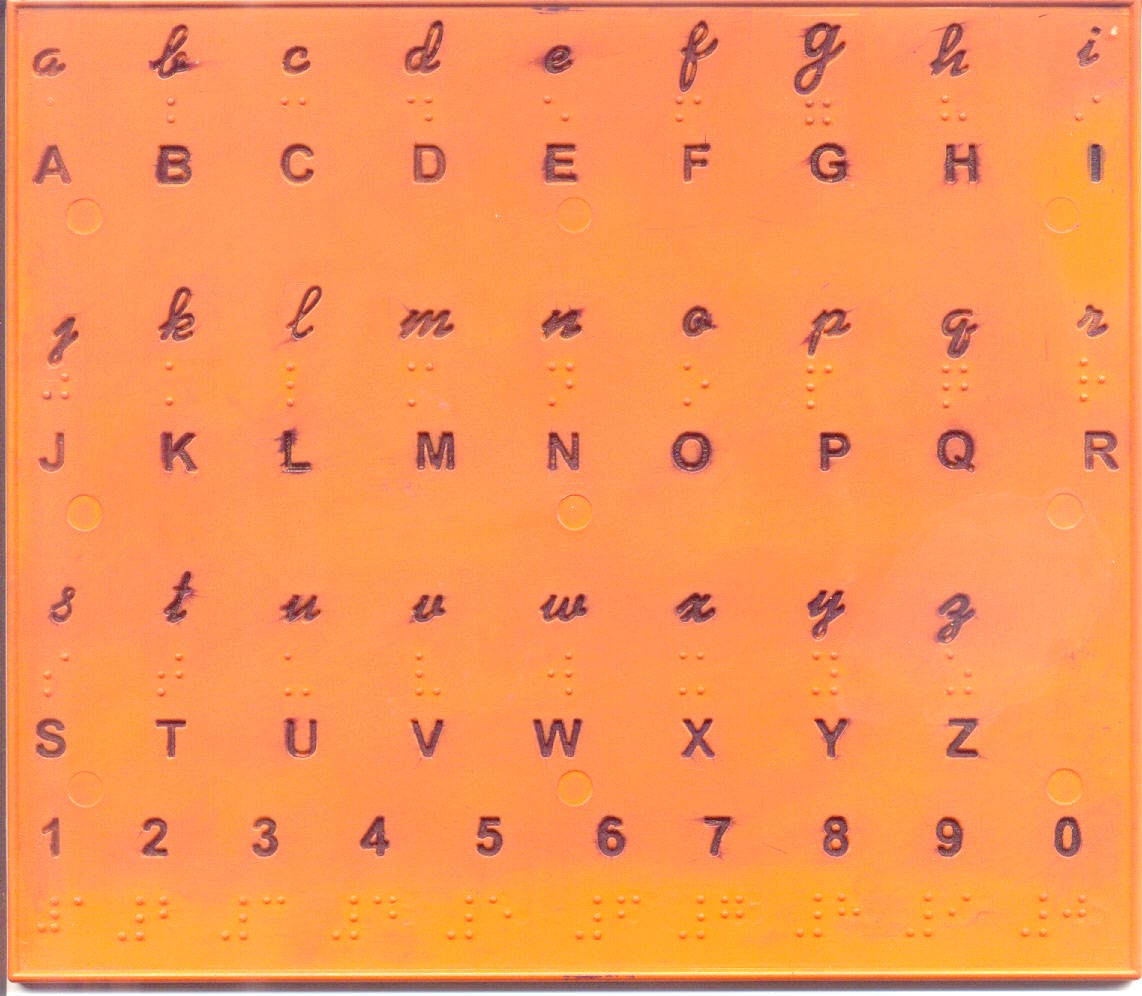 a b c d e f g h i
A B C D E F G H I
j k l m n o p q r
J K L M N O P Q R
s t u v w x y z
S T U V W X Y Z
1 2 3 4 5 6 7 8 9 0